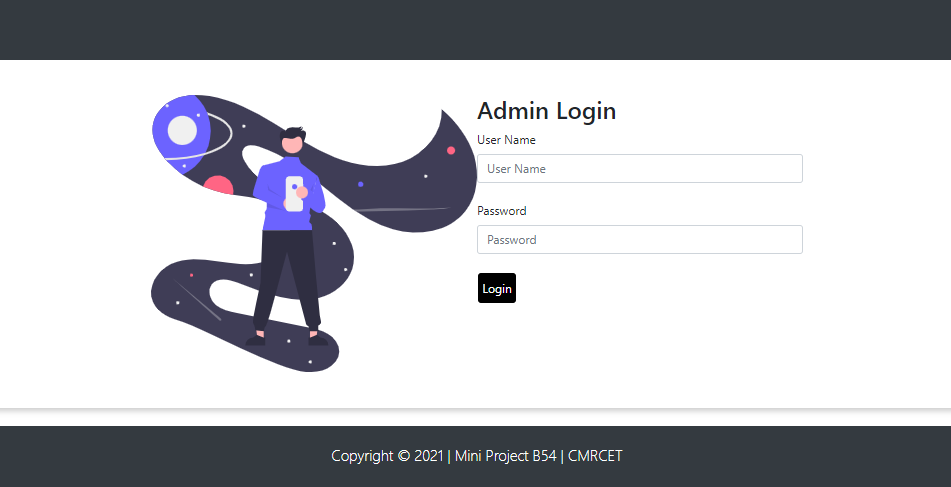 Admin Login
User Name
User Name
Password
Password
Login
Copyright © 2021 | Mini Project B54 | CMRCET